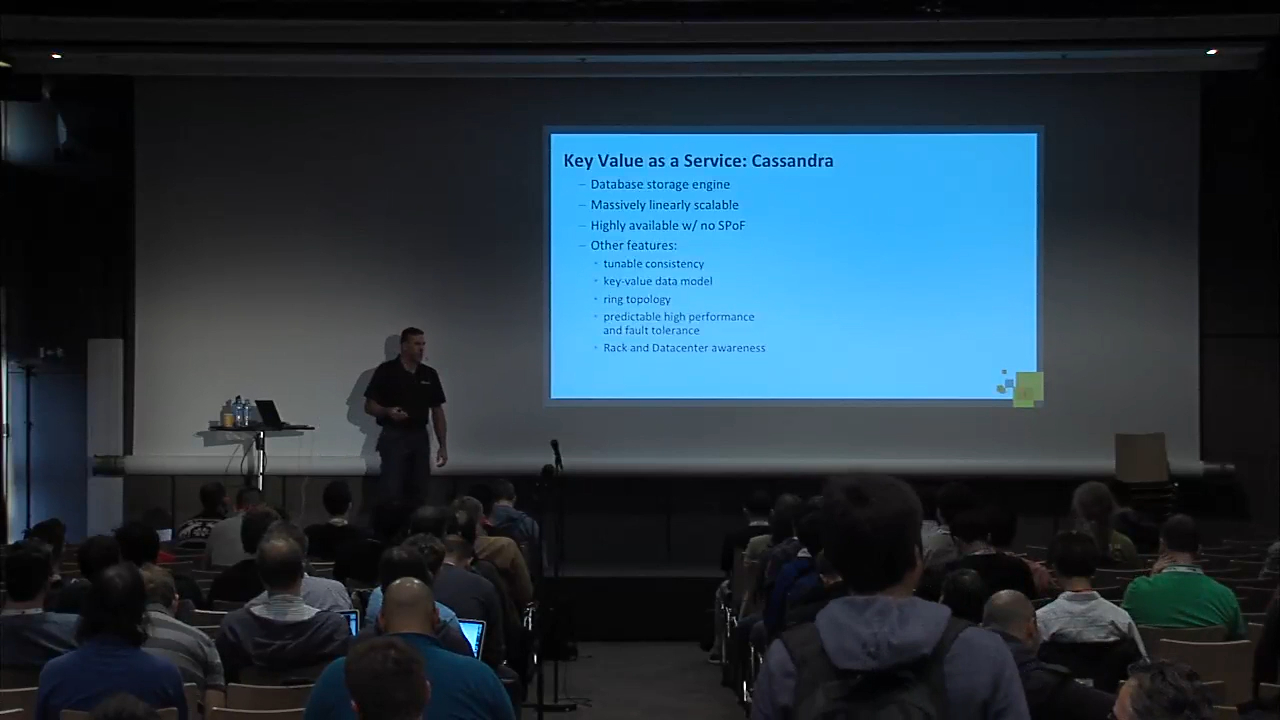 Key Value as a Service: Cassandra
– Database storage engine
– Massively linearly scalable
– Highly available w/ no SPoF
– Other features:
• tunable consistency
• key-value data model
• ring topology
• predictable high performance
and fault tolerance
• Rack and Datacenter awareness